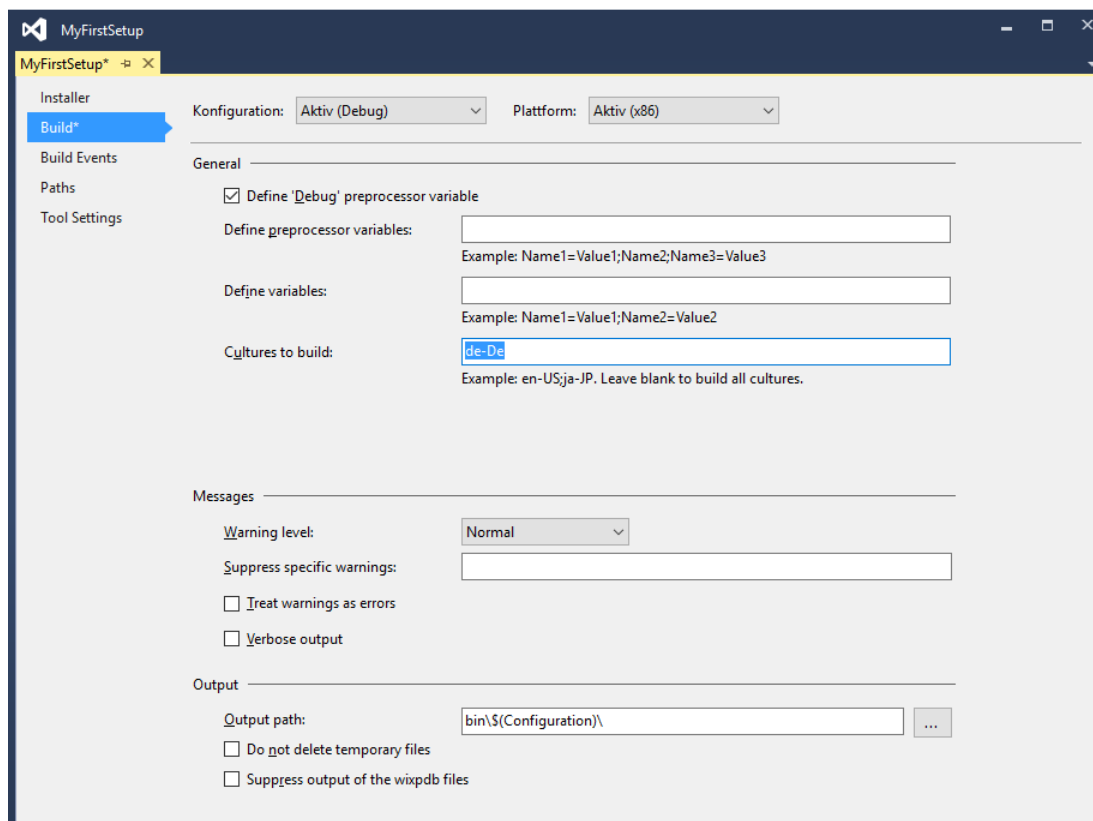 MyFirstSetup
MyFirstSetup*
Installer
Build*
Build Events
Paths
Tool Settings
Konfiguration: Aktiv (Debug) Plattform: Aktiv (x86)
General
Define 'Debug' preprocessor variable
Define preprocessor variables:
Example: Name1=Value1;Name2;Name3=Value3
Define variables:
Example: Name1=Value1;Name2=Value2
Cultures to build: de-De
Example: en-US;ja-JP. Leave blank to build all cultures.
Messages
Warning level: Normal
Suppress specific warnings:
Treat warnings as errors
Verbose output
Output
Output path: bin\$(Configuration)\ ...
Do not delete temporary files
Suppress output of the wixpdb files